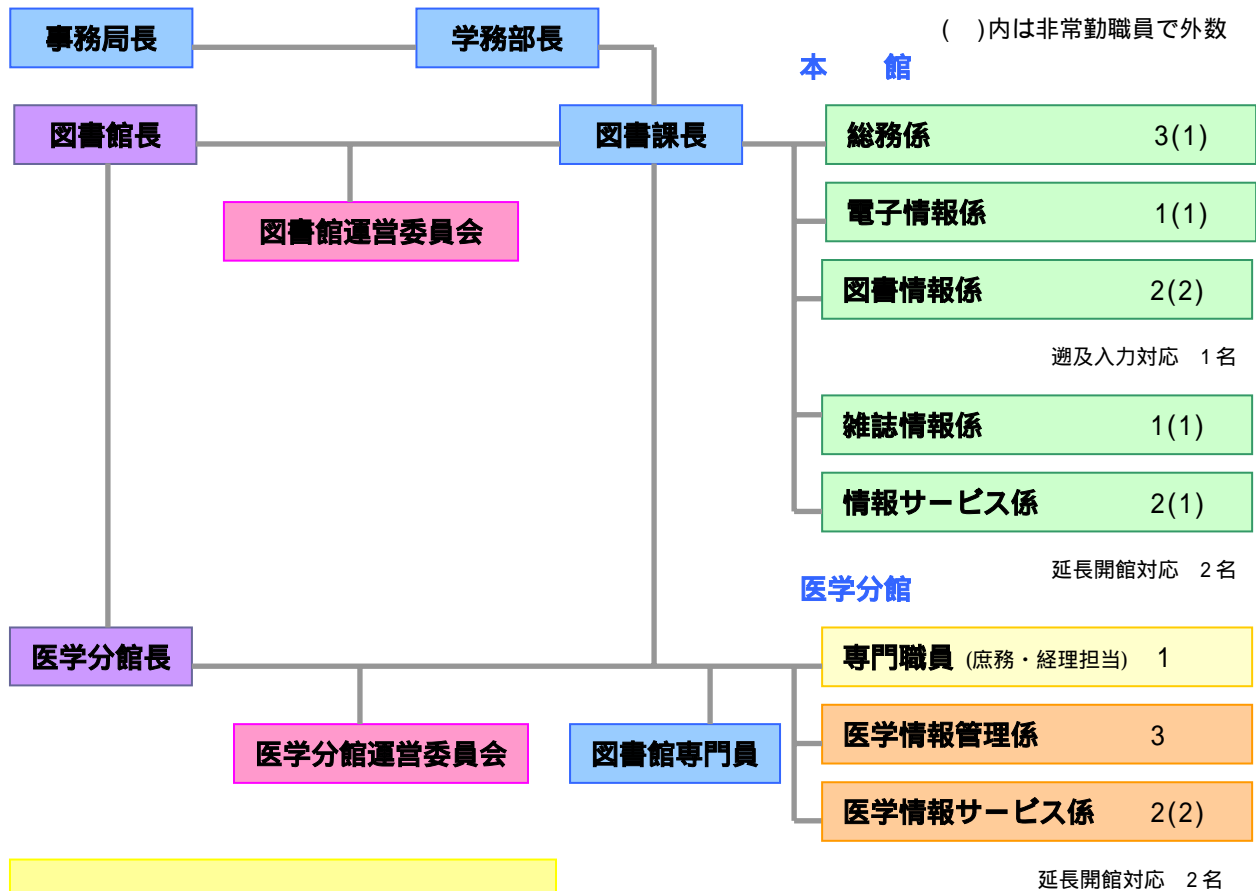 事務局長
学務部長
(　)内は非常勤職員で外数
本　館
図書館長
図書課長
総務係 3(1)
図書館運営委員会
電子情報係 1(1)
図書情報係 2(2)
遡及入力対応　1名
雑誌情報係 1(1)
情報サービス係 2(1)
延長開館対応　2名
医学分館
医学分館長
専門職員 (庶務・経理担当) 1
医学分館運営委員会
図書館専門員
医学情報管理係 3
医学情報サービス係 2(2)
延長開館対応　2名